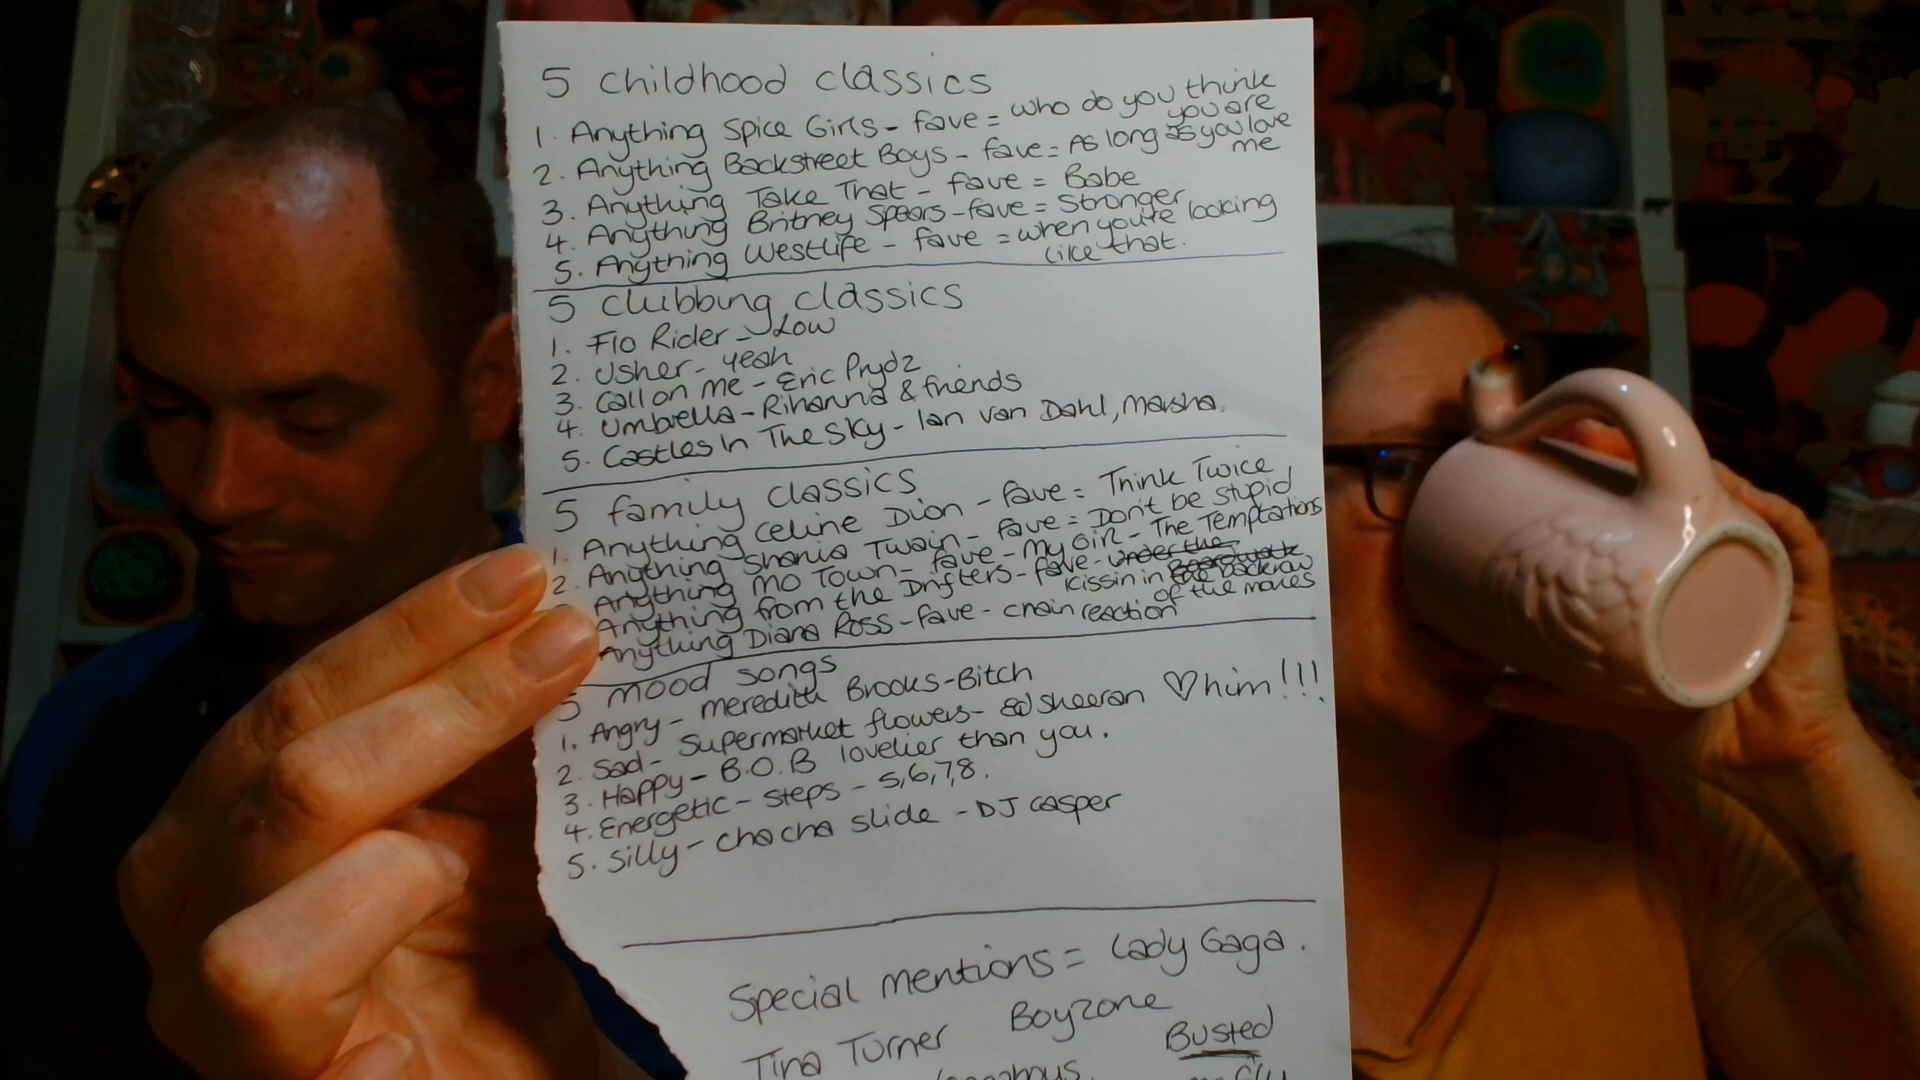 5 childhood classics
1. Anything Spice Girls - fave = who do you think
you are
2. Anything Backstreet Boys - fave = As long as you love
me
3. Anything Take That - fave = Babe
4. Anything Britney Spears - fave = Stronger
5. Anything Westlife - fave = when you're looking
like that.
5 clubbing classics
1. Flo Rider - Low
2. Usher - yeah
3. Call on me - Eric Prydz
4. Umbrella - Rihanna & friends
5. Castles In The Sky - Ian van Dahl, Marsha.
5 family classics
1. Anything Celine Dion - fave = Think Twice
2. Anything Shania Twain - fave = Don't be stupid
Anything Mo Town - fave - My Girl - The Temptations
Anything from the Drifters - fave - under the
kissin in the backrow
of the movies
Anything Diana Ross - fave - chain reaction
5 mood songs
1. Angry - Meredith Brooks - Bitch
2. Sad - Supermarket flowers - Ed Sheeran ♡ him!!!
3. Happy - B.O.B lovelier than you.
4. Energetic - steps - 5,6,7,8.
5. Silly - cha cha slide - DJ casper
Special mentions = Lady Gaga.
Tina Turner Boyzone
Busted